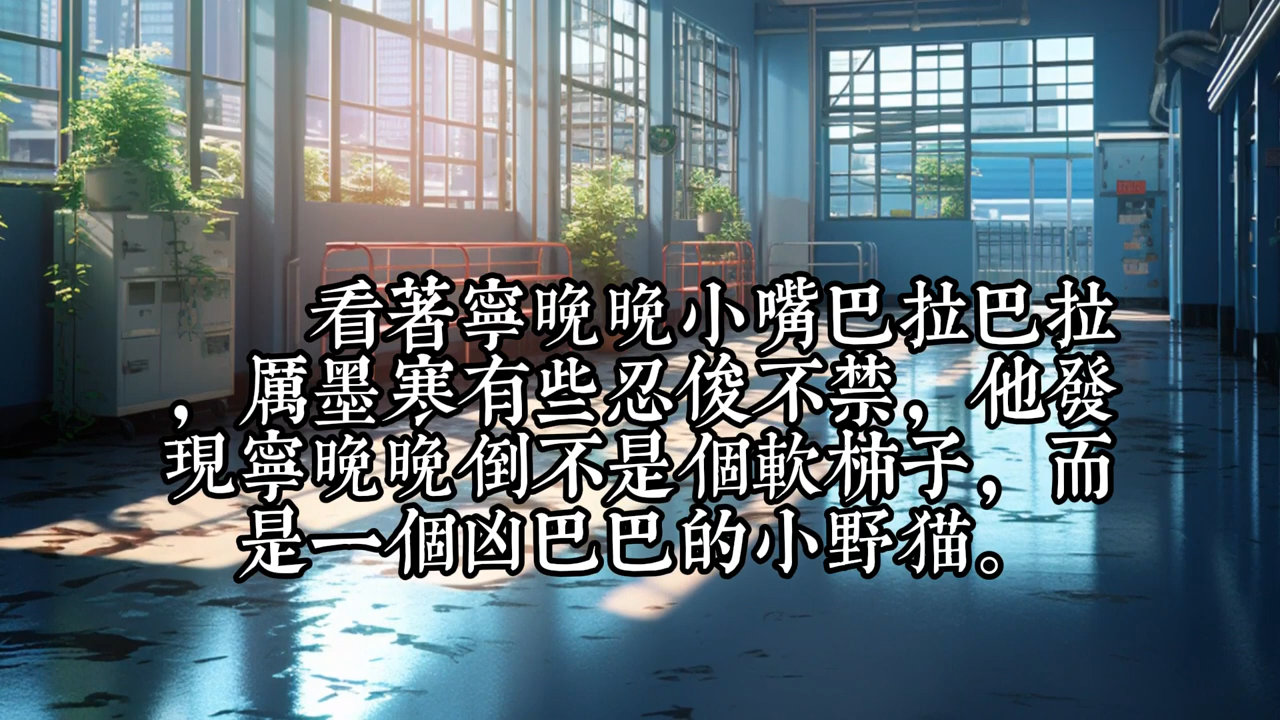 看著寧晚晚小嘴巴拉巴拉
，厲墨寒有些忍俊不禁，他發
現寧晚晚倒不是個軟柿子，而
是一個凶巴巴的小野猫。